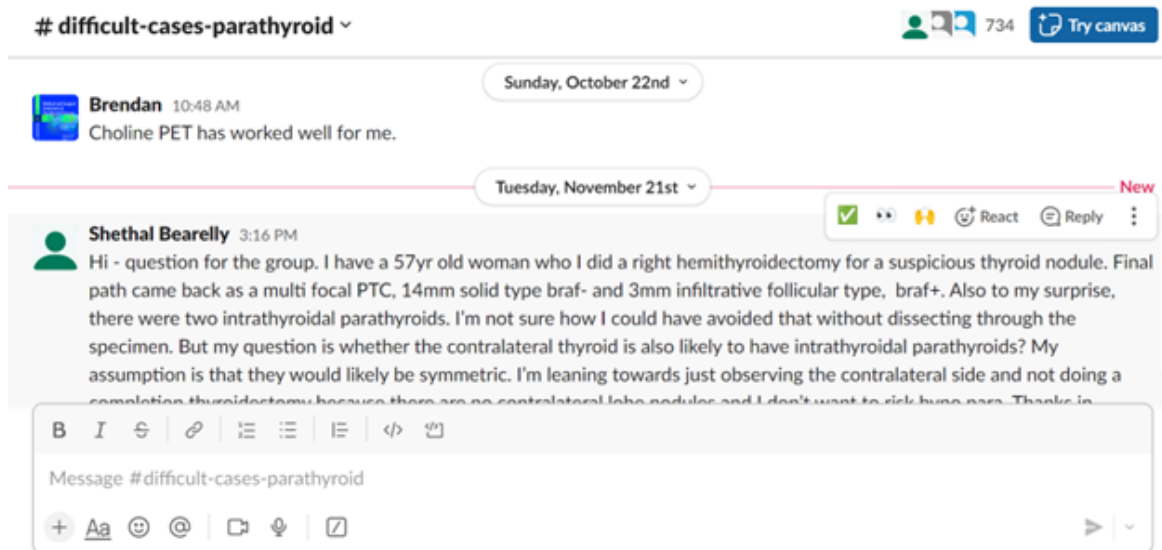 # difficult-cases-parathyroid
734
Try canvas
Sunday, October 22nd
Brendan 10:48 AM
Choline PET has worked well for me.
Tuesday, November 21st
New
React Reply
Shethal Bearelly 3:16 PM
Hi - question for the group. I have a 57yr old woman who I did a right hemithyroidectomy for a suspicious thyroid nodule. Final
path came back as a multi focal PTC, 14mm solid type braf- and 3mm infiltrative follicular type, braf+. Also to my surprise,
there were two intrathyroidal parathyroids. I'm not sure how I could have avoided that without dissecting through the
specimen. But my question is whether the contralateral thyroid is also likely to have intrathyroidal parathyroids? My
assumption is that they would likely be symmetric. I'm leaning towards just observing the contralateral side and not doing a
completion thyroidectomy because there are no contralateral lobe nodules and I don't want to risk hypo para. Thanks in
B I S </>
Message #difficult-cases-parathyroid
+ Aa @